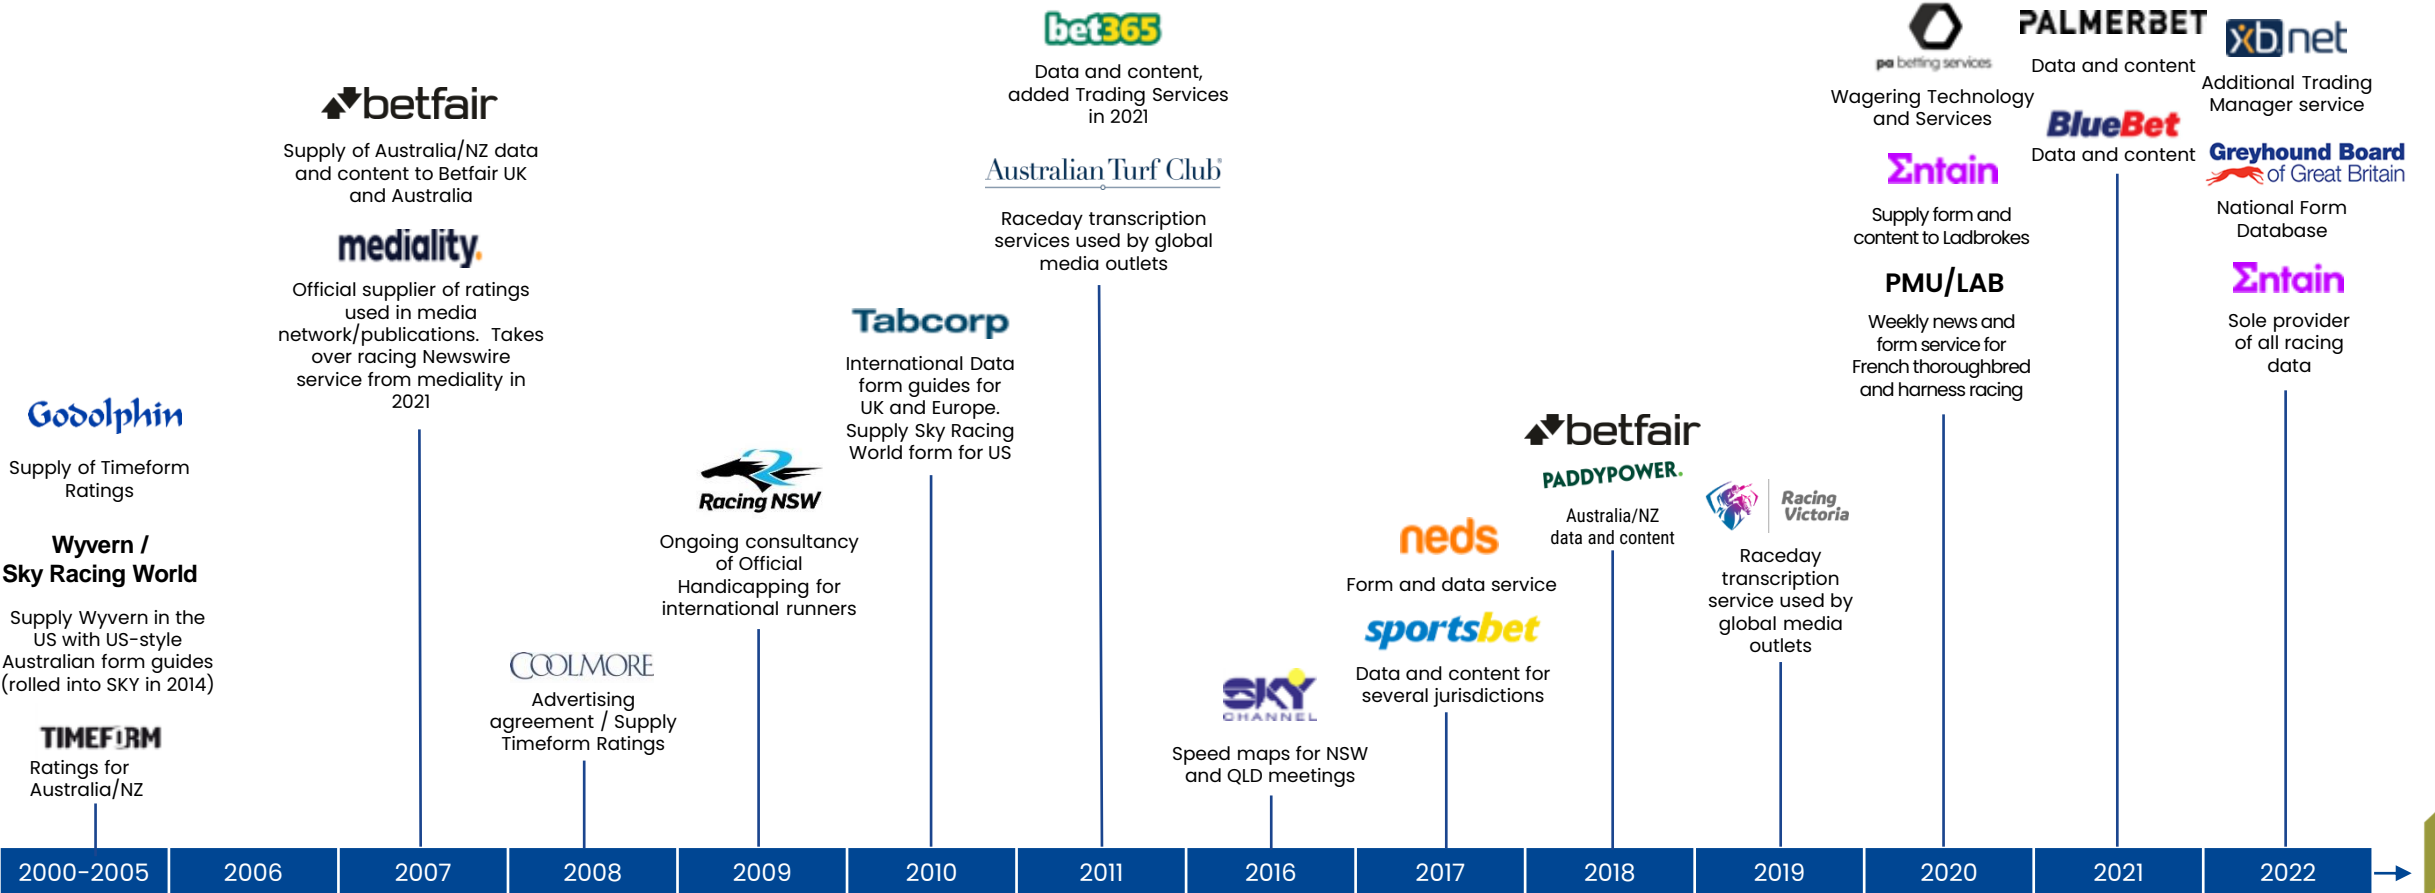 Godolphin
Supply of Timeform
Ratings
Wyvern /
Sky Racing World
Supply Wyvern in the
US with US-style
Australian form guides
(rolled into SKY in 2014)
TIMEFORM
Ratings for
Australia/NZ
betfair
Supply of Australia/NZ data
and content to Betfair UK
and Australia
mediality.
Official supplier of ratings
used in media
network/publications. Takes
over racing Newswire
service from mediality in
2021
COOLMORE
Advertising
agreement / Supply
Timeform Ratings
Racing NSW
Ongoing consultancy
of Official
Handicapping for
international runners
Tabcorp
International Data
form guides for
UK and Europe.
Supply Sky Racing
World form for US
bet365
Data and content,
added Trading Services
in 2021
Australian Turf Club
Raceday transcription
services used by global
media outlets
SKY
CHANNEL
Speed maps for NSW
and QLD meetings
neds
Form and data service
sportsbet
Data and content for
several jurisdictions
betfair
PADDYPOWER.
Australia/NZ
data and content
Racing
Victoria
Raceday
transcription
service used by
global media
outlets
pa betting services
Wagering Technology
and Services
Entain
Supply form and
content to Ladbrokes
PMU/LAB
Weekly news and
form service for
French thoroughbred
and harness racing
PALMERBET
Data and content
BlueBet
Data and content
xb net
Additional Trading
Manager service
Greyhound Board
of Great Britain
National Form
Database
Entain
Sole provider
of all racing
data
2000-2005
2006
2007
2008
2009
2010
2011
2016
2017
2018
2019
2020
2021
2022